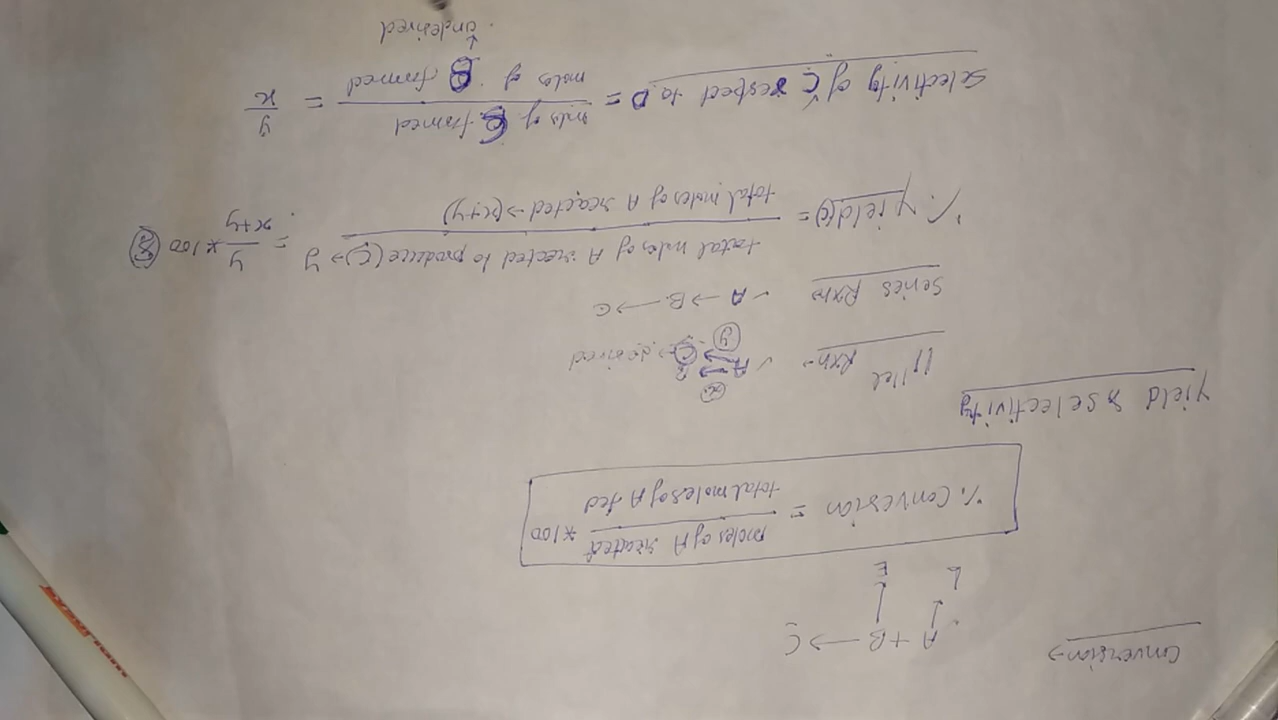 Conversion→
A + B → C
↓ ↓
L E
% Conversion = moles of A reacted / total moles of A fed * 100
Yield & selectivity
||llel Rxn → ✓ A → B (x)
→ C → desired (y)
Series Rxn → ✓ A → B → C
% Yield(C) = total moles of A reacted to produce (C) → y / total moles of A reacted → (x+y) = y / x+y * 100
Selectivity of C respect to D = moles of C formed / moles of B formed = y / x
↓
undesired